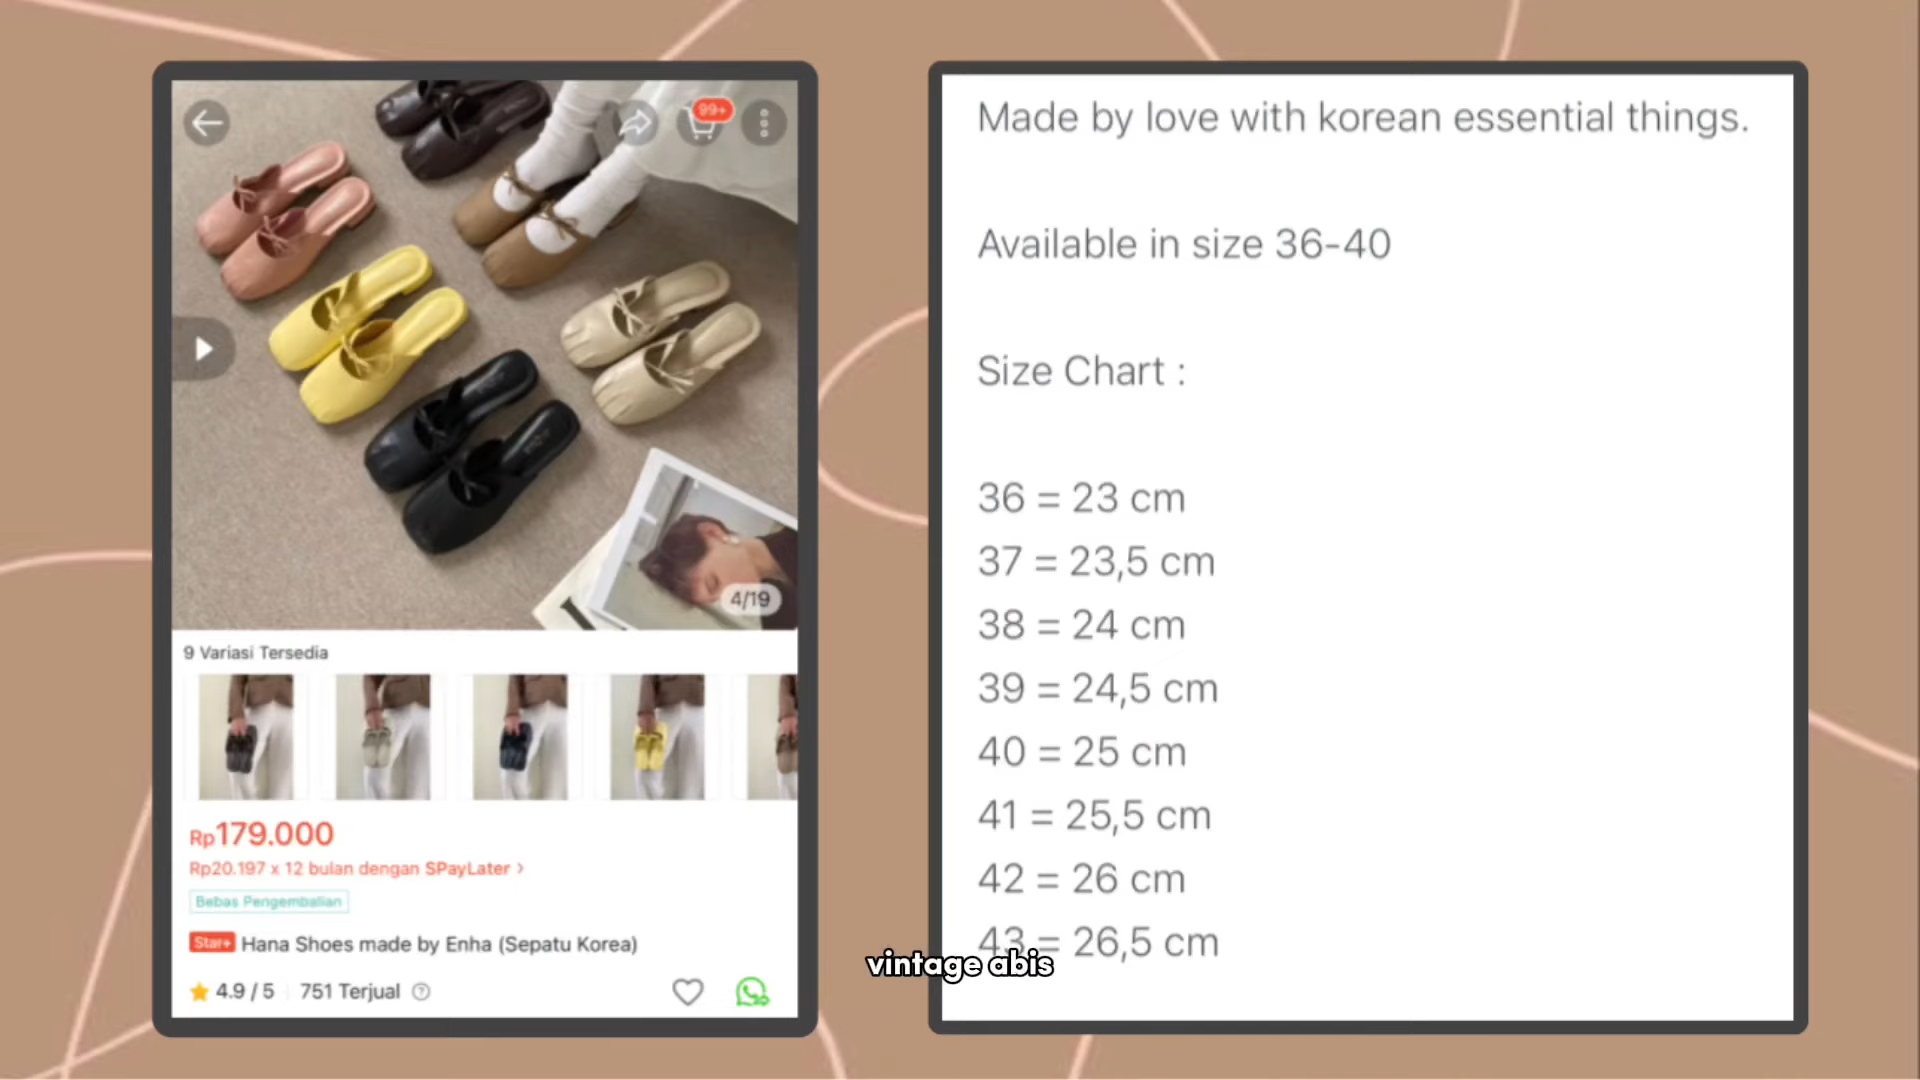 99+
4/19
9 Variasi Tersedia
Rp179.000
Rp20.197 x 12 bulan dengan SPayLater >
Bebas Pengembalian
Star+ Hana Shoes made by Enha (Sepatu Korea)
4.9 / 5 751 Terjual ?
Made by love with korean essential things.
Available in size 36-40
Size Chart :
36 = 23 cm
37 = 23,5 cm
38 = 24 cm
39 = 24,5 cm
40 = 25 cm
41 = 25,5 cm
42 = 26 cm
43 = 26,5 cm
vintage abis